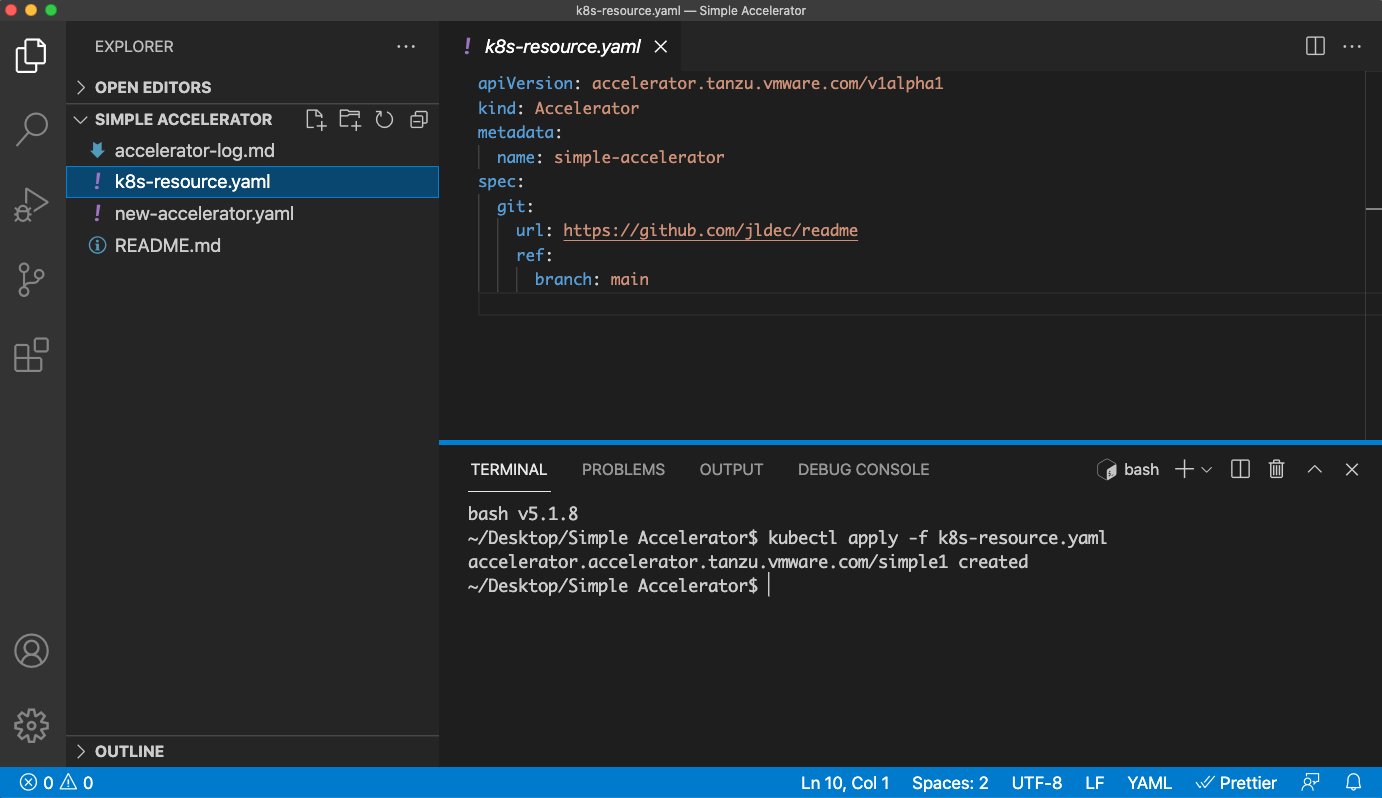 k8s-resource.yaml — Simple Accelerator
EXPLORER
OPEN EDITORS
SIMPLE ACCELERATOR
accelerator-log.md
! k8s-resource.yaml
! new-accelerator.yaml
README.md
OUTLINE
! k8s-resource.yaml
apiVersion: accelerator.tanzu.vmware.com/v1alpha1
kind: Accelerator
metadata:
  name: simple-accelerator
spec:
  git:
    url: https://github.com/jldec/readme
    ref:
      branch: main
TERMINAL PROBLEMS OUTPUT DEBUG CONSOLE bash
bash v5.1.8
~/Desktop/Simple Accelerator$ kubectl apply -f k8s-resource.yaml
accelerator.accelerator.tanzu.vmware.com/simple1 created
~/Desktop/Simple Accelerator$
0 0 Ln 10, Col 1 Spaces: 2 UTF-8 LF YAML Prettier